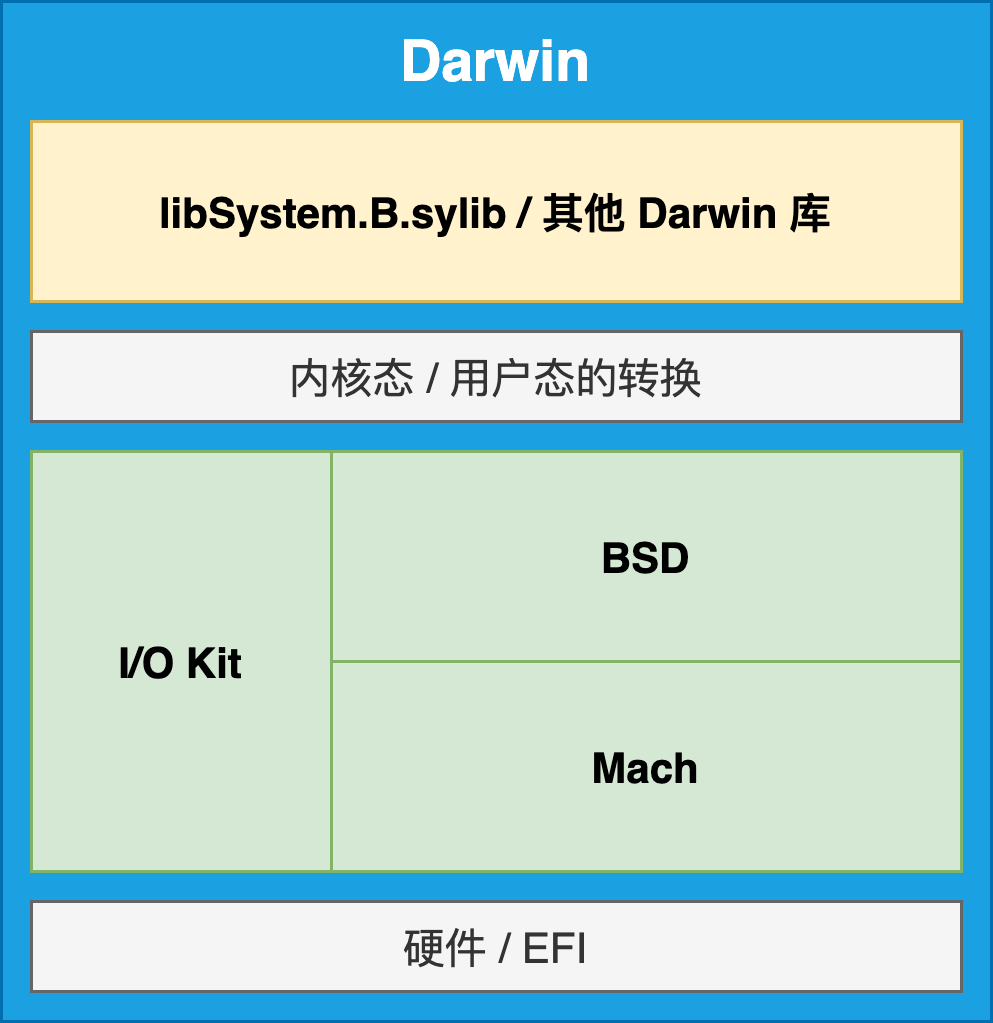 Darwin
libSystem.B.sylib / 其他 Darwin 库
内核态 / 用户态的转换
I/O Kit
BSD
Mach
硬件 / EFI